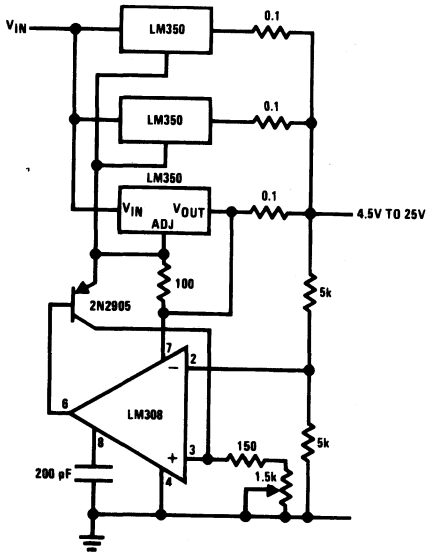 LM350
0.1
VIN
LM350
0.1
LM350
0.1
VIN
VOUT
ADJ
4.5V TO 25V
100
5k
2N2905
7
2
−
6
LM308
5k
8
+
3
150
200 pF
4
1.5k